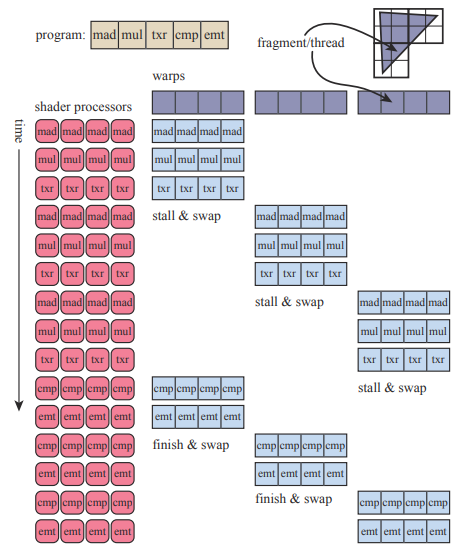 program: mad mul txr cmp emt
fragment/thread
warps
shader processors
time
mad mad mad mad mad mad mad mad
mul mul mul mul mul mul mul mul
txr txr txr txr txr txr txr txr
stall & swap
mad mad mad mad mad mad mad mad
mul mul mul mul mul mul mul mul
txr txr txr txr txr txr txr txr
stall & swap
mad mad mad mad mad mad mad mad
mul mul mul mul mul mul mul mul
txr txr txr txr txr txr txr txr
stall & swap
cmp cmp cmp cmp cmp cmp cmp cmp
emt emt emt emt emt emt emt emt
finish & swap
cmp cmp cmp cmp cmp cmp cmp cmp
emt emt emt emt emt emt emt emt
finish & swap
cmp cmp cmp cmp cmp cmp cmp cmp
emt emt emt emt emt emt emt emt